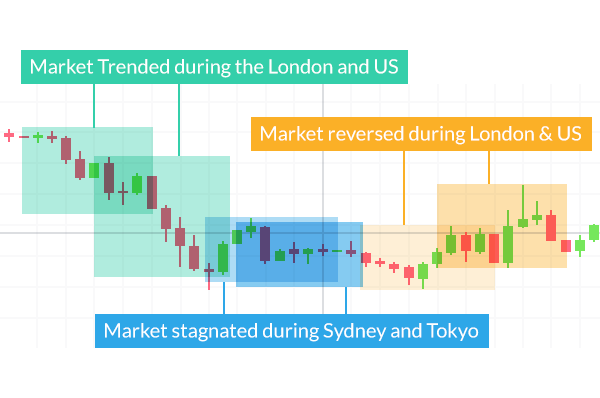 Market Trended during the London and US
Market reversed during London & US
Market stagnated during Sydney and Tokyo